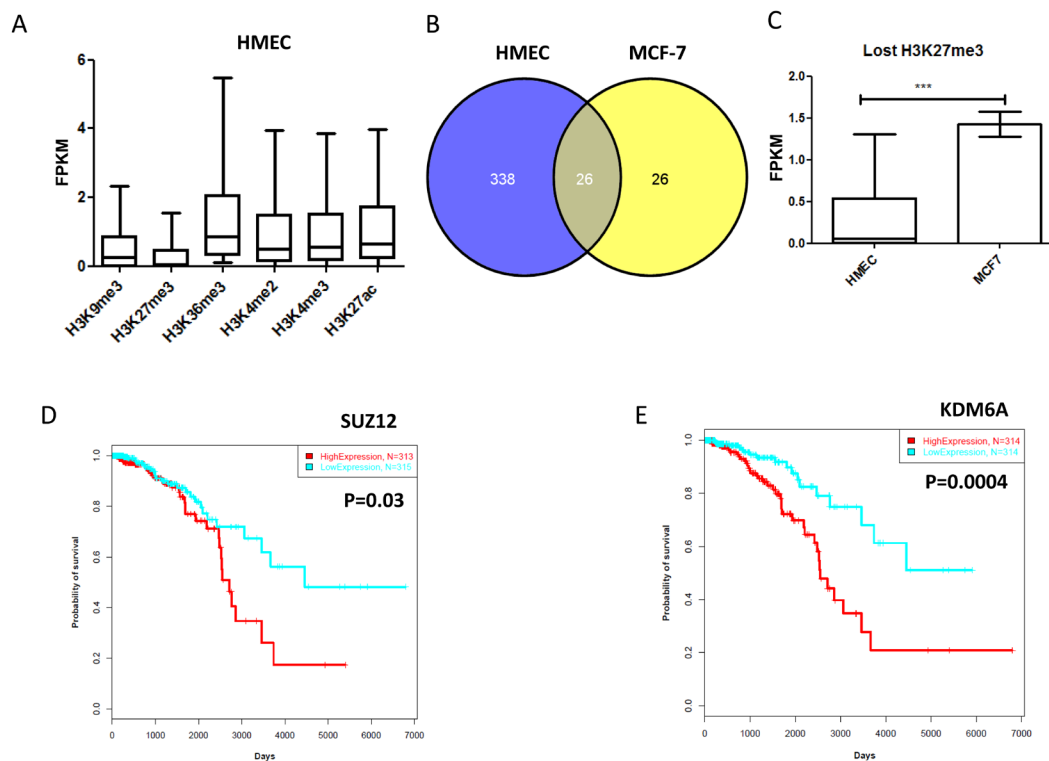 A
HMEC
FPKM
6
4
2
0
H3K9me3
H3K27me3
H3K36me3
H3K4me2
H3K4me3
H3K27ac
B
HMEC
MCF-7
338
26
26
C
Lost H3K27me3
***
FPKM
2.0
1.5
1.0
0.5
0.0
HMEC
MCF7
D
SUZ12
HighExpression, N=313
LowExpression, N=315
P=0.03
Probability of survival
1.0
0.8
0.6
0.4
0.2
0.0
0 1000 2000 3000 4000 5000 6000 7000
Days
E
KDM6A
HighExpression, N=314
LowExpression, N=314
P=0.0004
Probability of survival
1.0
0.8
0.6
0.4
0.2
0.0
0 1000 2000 3000 4000 5000 6000 7000
Days